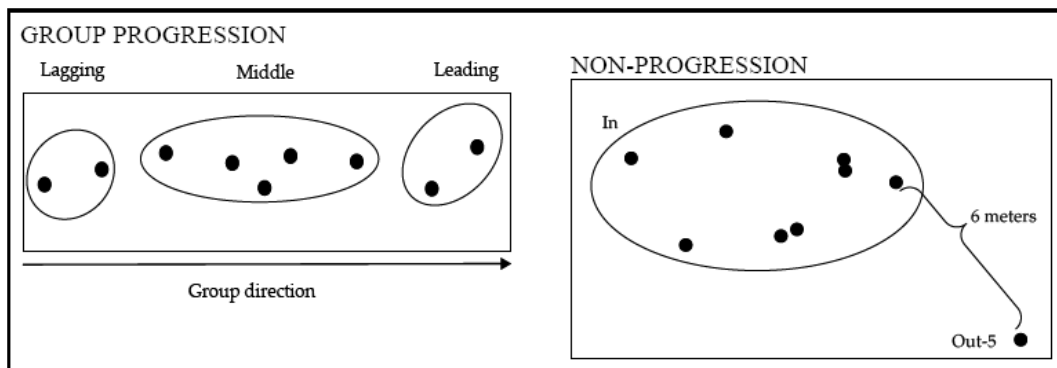 GROUP PROGRESSION
Lagging Middle Leading
Group direction
NON-PROGRESSION
In
6 meters
Out-5